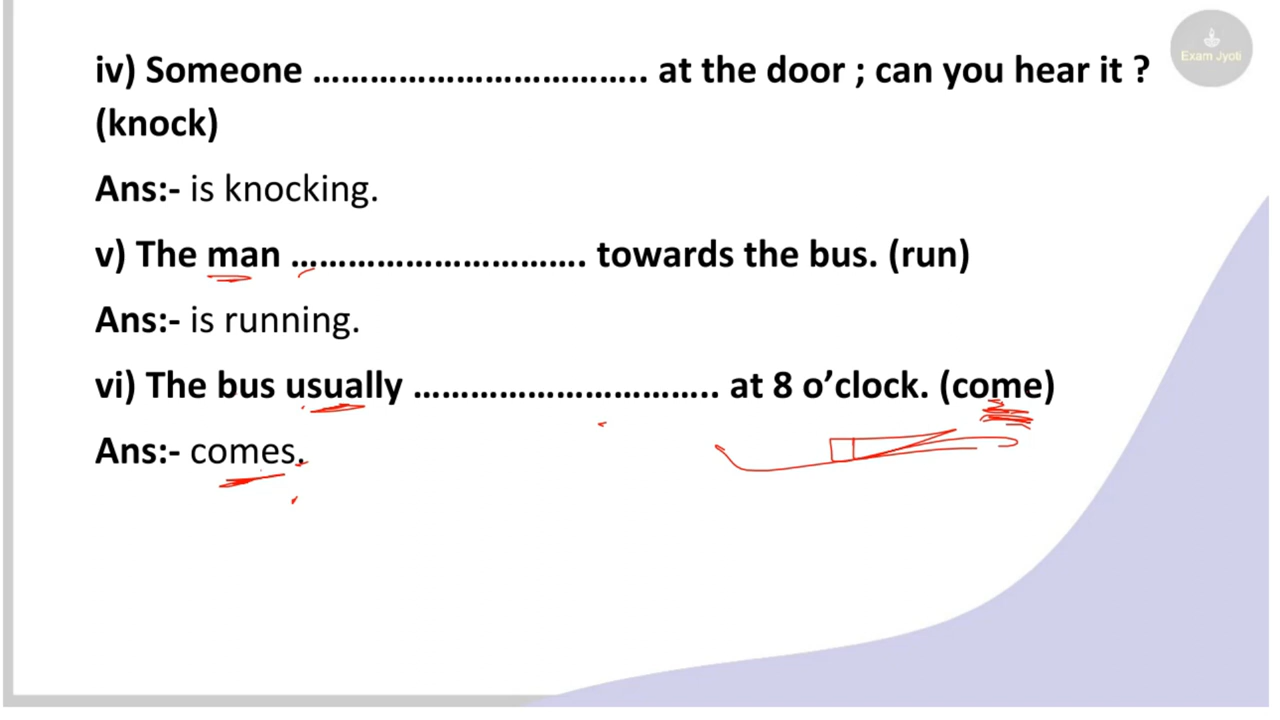 Exam Jyoti
iv) Someone ……………………………….. at the door ; can you hear it ?
(knock)
Ans:- is knocking.
v) The man …………………………. towards the bus. (run)
Ans:- is running.
vi) The bus usually ………………………….. at 8 o’clock. (come)
Ans:- comes.